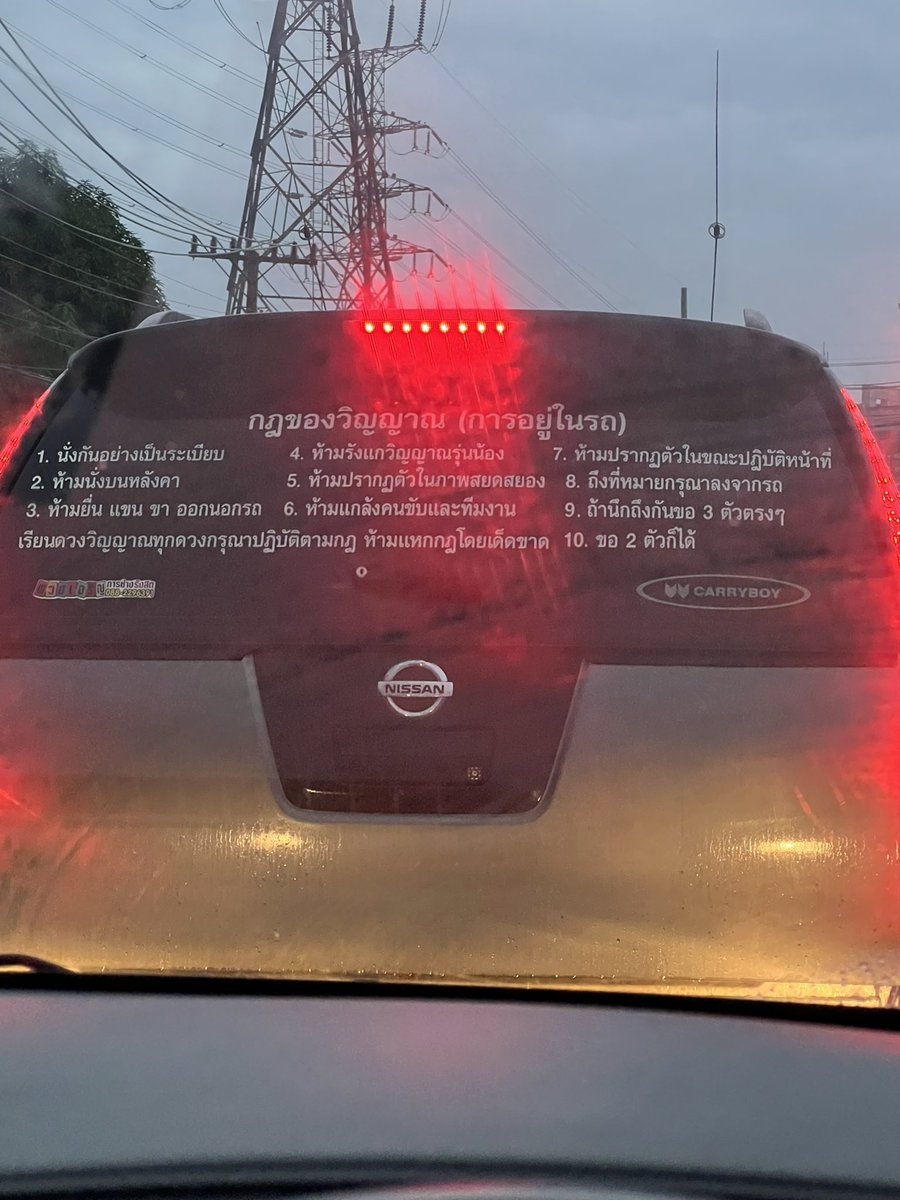 กฎของวิญญาณ (การอยู่ในรถ)
1. นั่งกันอย่างเป็นระเบียบ
2. ห้ามนั่งบนหลังคา
3. ห้ามยื่น แขน ขา ออกนอกรถ
4. ห้ามรังแกวิญญาณรุ่นน้อง
5. ห้ามปรากฏตัวในภาพสยดสยอง
6. ห้ามแกล้งคนขับและทีมงาน
7. ห้ามปรากฏตัวในขณะปฏิบัติหน้าที่
8. ถึงที่หมายกรุณาลงจากรถ
9. ถ้านึกถึงกันขอ 3 ตัวตรงๆ
10. ขอ 2 ตัวก็ได้
เรียนดวงวิญญาณทุกดวงกรุณาปฏิบัติตามกฎ ห้ามแหกกฎโดยเด็ดขาด
CARRYBOY
NISSAN